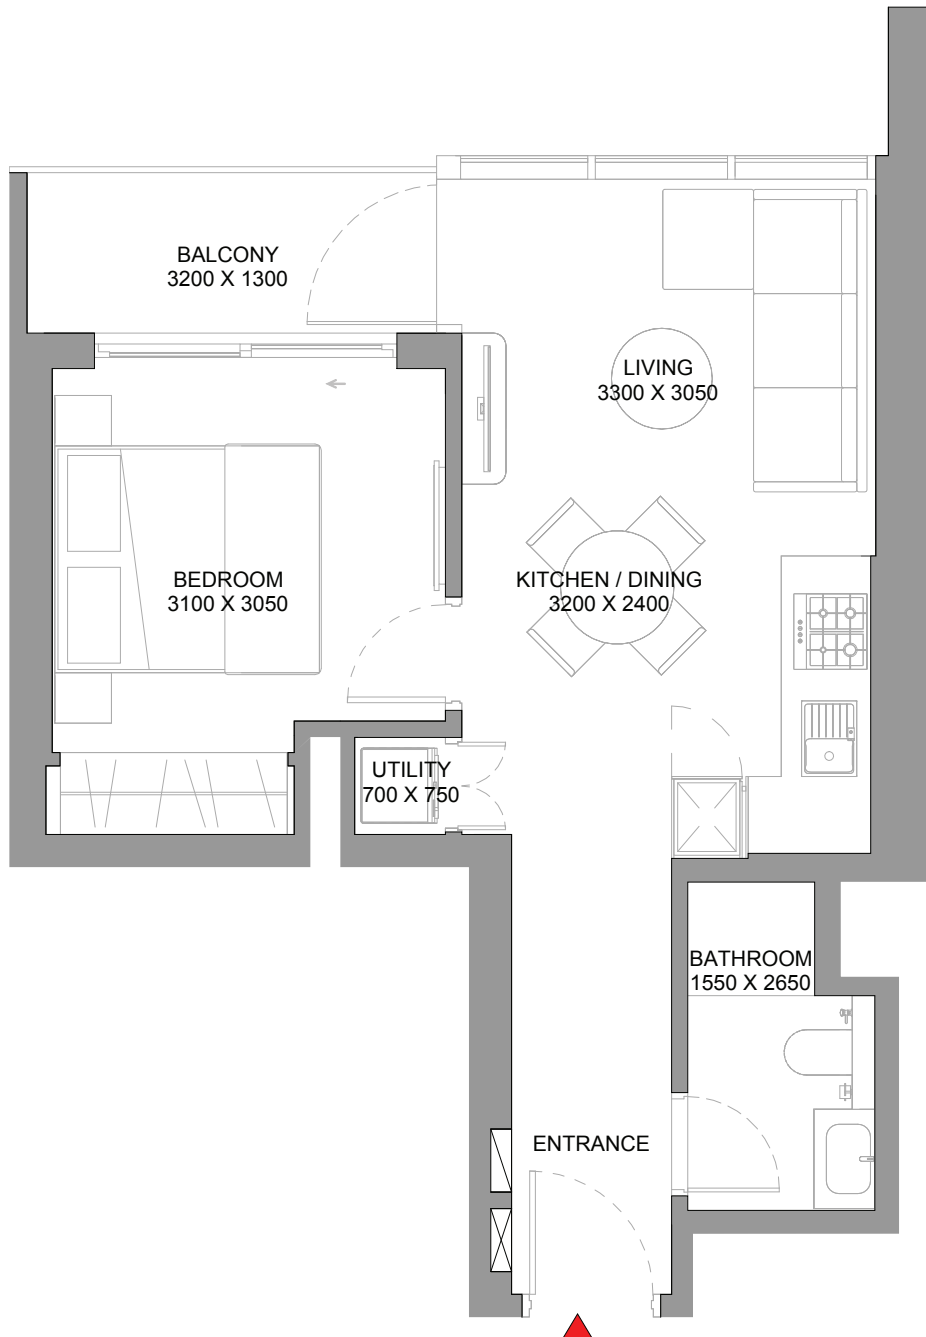 BALCONY
3200 X 1300
LIVING
3300 X 3050
BEDROOM
3100 X 3050
KITCHEN / DINING
3200 X 2400
UTILITY
700 X 750
BATHROOM
1550 X 2650
ENTRANCE